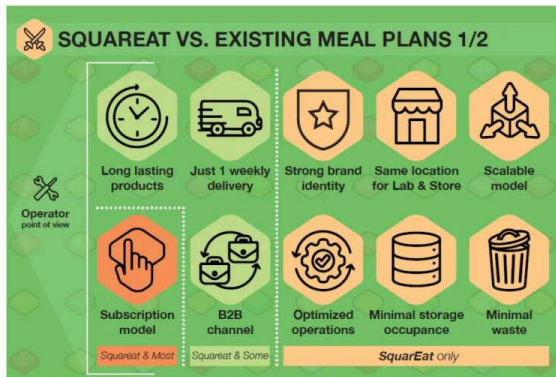 SQUAREAT VS. EXISTING MEAL PLANS 1/2
Long lasting
products
Just 1 weekly
delivery
Strong brand
identity
Same location
for Lab & Store
Scalable
model
Operator
point of view
Subscription
model
B2B
channel
Optimized
operations
Minimal storage
occupance
Minimal
waste
Squareat & Most
Squareat & Some
SquarEat only